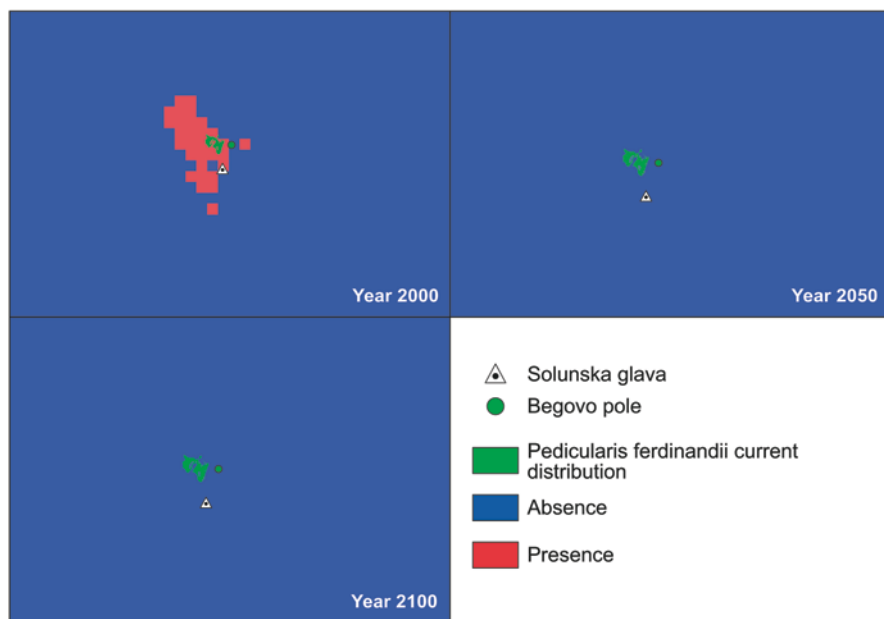 Year 2000
Year 2050
Year 2100
Solunska glava
Begovo pole
Pedicularis ferdinandii current
distribution
Absence
Presence